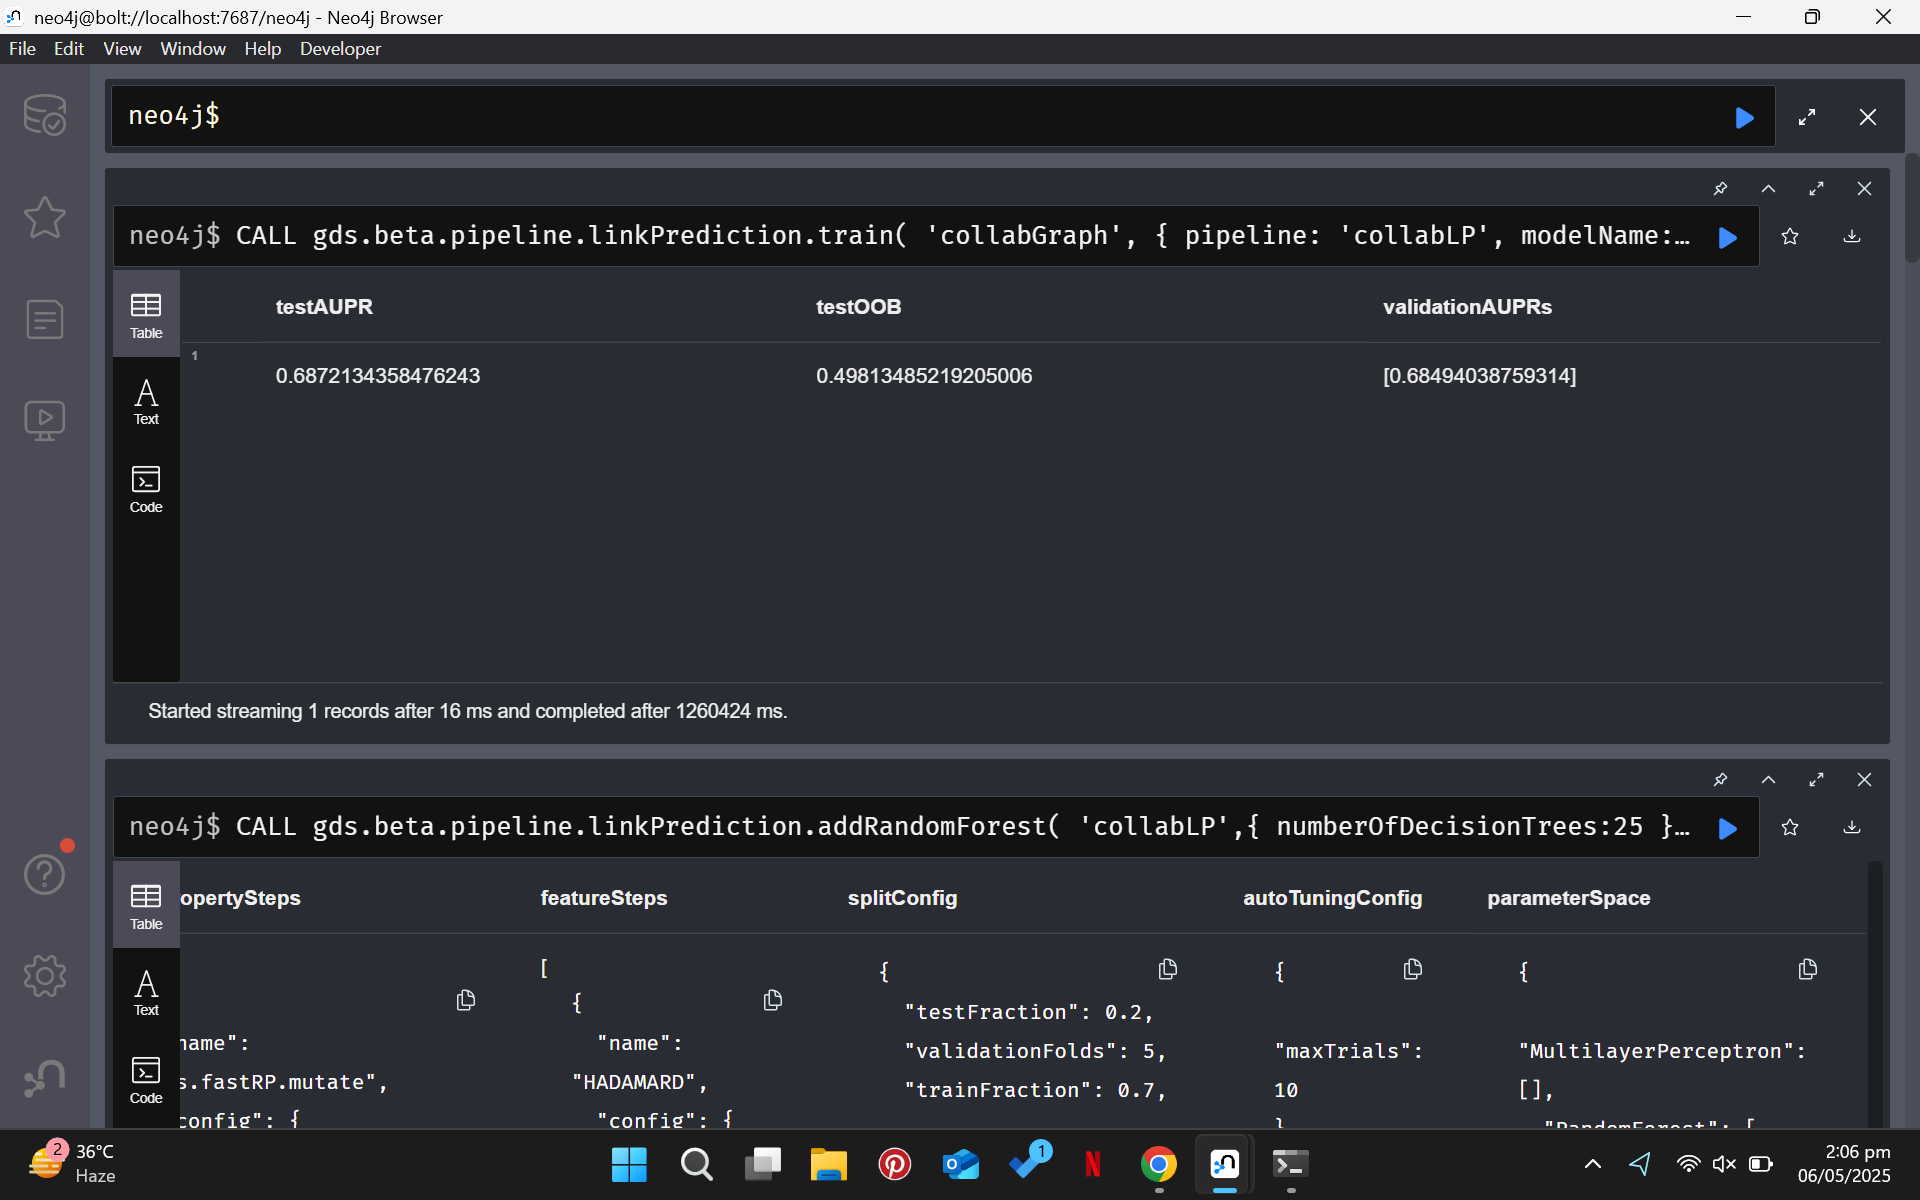 neo4j@bolt://localhost:7687/neo4j - Neo4j Browser
File Edit View Window Help Developer
neo4j$
neo4j$ CALL gds.beta.pipeline.linkPrediction.train( 'collabGraph', { pipeline: 'collabLP', modelName:…
Table
Text
Code
testAUPR testOOB validationAUPRs
1
0.6872134358476243 0.49813485219205006 [0.68494038759314]
Started streaming 1 records after 16 ms and completed after 1260424 ms.
neo4j$ CALL gds.beta.pipeline.linkPrediction.addRandomForest( 'collabLP',{ numberOfDecisionTrees:25 }…
Table
Text
Code
opertySteps featureSteps splitConfig autoTuningConfig parameterSpace
name":
s.fastRP.mutate",
config": {
[
{
"name":
"HADAMARD",
"config": {
{
"testFraction": 0.2,
"validationFolds": 5,
"trainFraction": 0.7,
{
"maxTrials":
10
}
{
"MultilayerPerceptron":
[],
"RandomForest": [
2
36°C
Haze
1
2:06 pm
06/05/2025